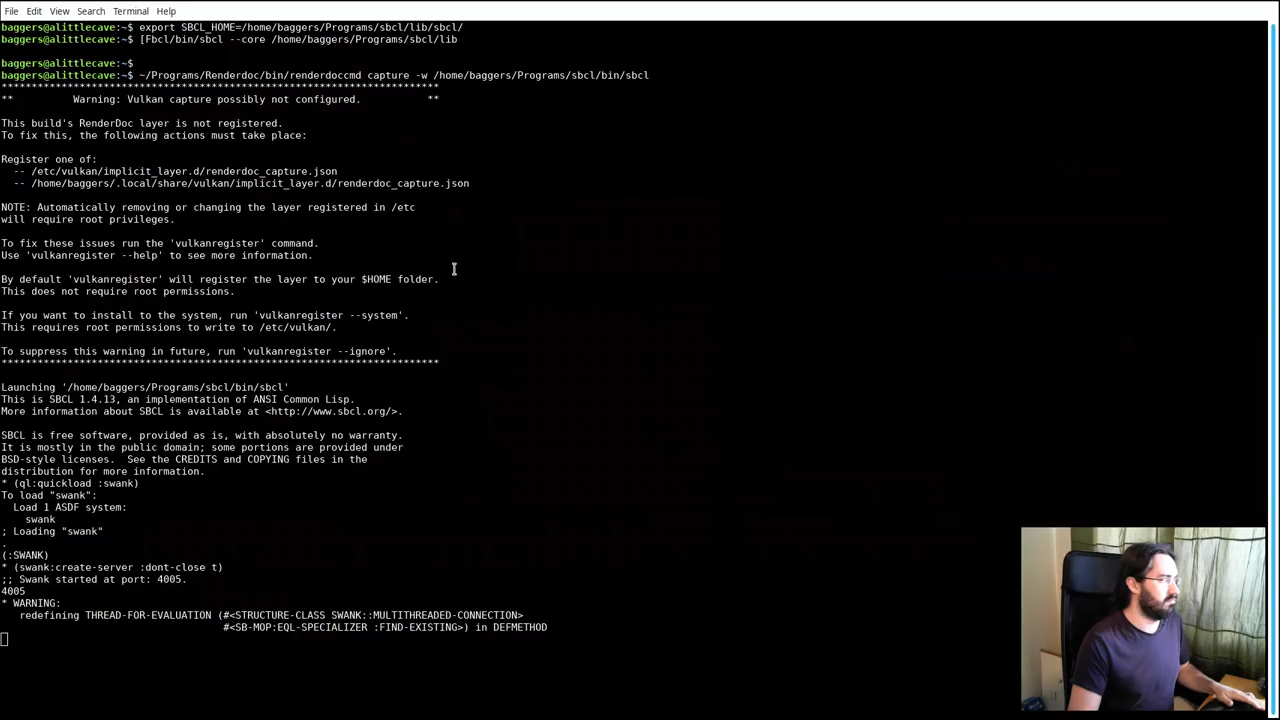 File Edit View Search Terminal Help
baggers@alittlecave:~$ export SBCL_HOME=/home/baggers/Programs/sbcl/lib/sbcl/
baggers@alittlecave:~$ [Fbcl/bin/sbcl --core /home/baggers/Programs/sbcl/lib
baggers@alittlecave:~$
baggers@alittlecave:~$ ~/Programs/Renderdoc/bin/renderdoccmd capture -w /home/baggers/Programs/sbcl/bin/sbcl
*************************************************************************
** Warning: Vulkan capture possibly not configured. **
This build's RenderDoc layer is not registered.
To fix this, the following actions must take place:
Register one of:
-- /etc/vulkan/implicit_layer.d/renderdoc_capture.json
-- /home/baggers/.local/share/vulkan/implicit_layer.d/renderdoc_capture.json
NOTE: Automatically removing or changing the layer registered in /etc
will require root privileges.
To fix these issues run the 'vulkanregister' command.
Use 'vulkanregister --help' to see more information.
By default 'vulkanregister' will register the layer to your $HOME folder.
This does not require root permissions.
If you want to install to the system, run 'vulkanregister --system'.
This requires root permissions to write to /etc/vulkan/.
To suppress this warning in future, run 'vulkanregister --ignore'.
*************************************************************************
Launching '/home/baggers/Programs/sbcl/bin/sbcl'
This is SBCL 1.4.13, an implementation of ANSI Common Lisp.
More information about SBCL is available at <http://www.sbcl.org/>.
SBCL is free software, provided as is, with absolutely no warranty.
It is mostly in the public domain; some portions are provided under
BSD-style licenses. See the CREDITS and COPYING files in the
distribution for more information.
* (ql:quickload :swank)
To load "swank":
Load 1 ASDF system:
swank
; Loading "swank"
.
(:SWANK)
* (swank:create-server :dont-close t)
;; Swank started at port: 4005.
4005
* WARNING:
redefining THREAD-FOR-EVALUATION (#<STRUCTURE-CLASS SWANK::MULTITHREADED-CONNECTION>
#<SB-MOP:EQL-SPECIALIZER :FIND-EXISTING>) in DEFMETHOD